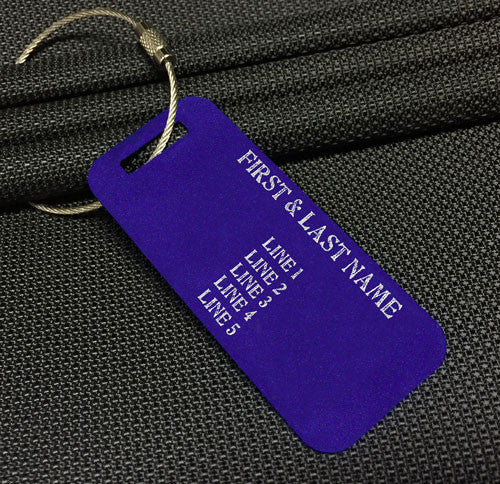 FIRST & LAST NAME
LINE 1
LINE 2
LINE 3
LINE 4
LINE 5